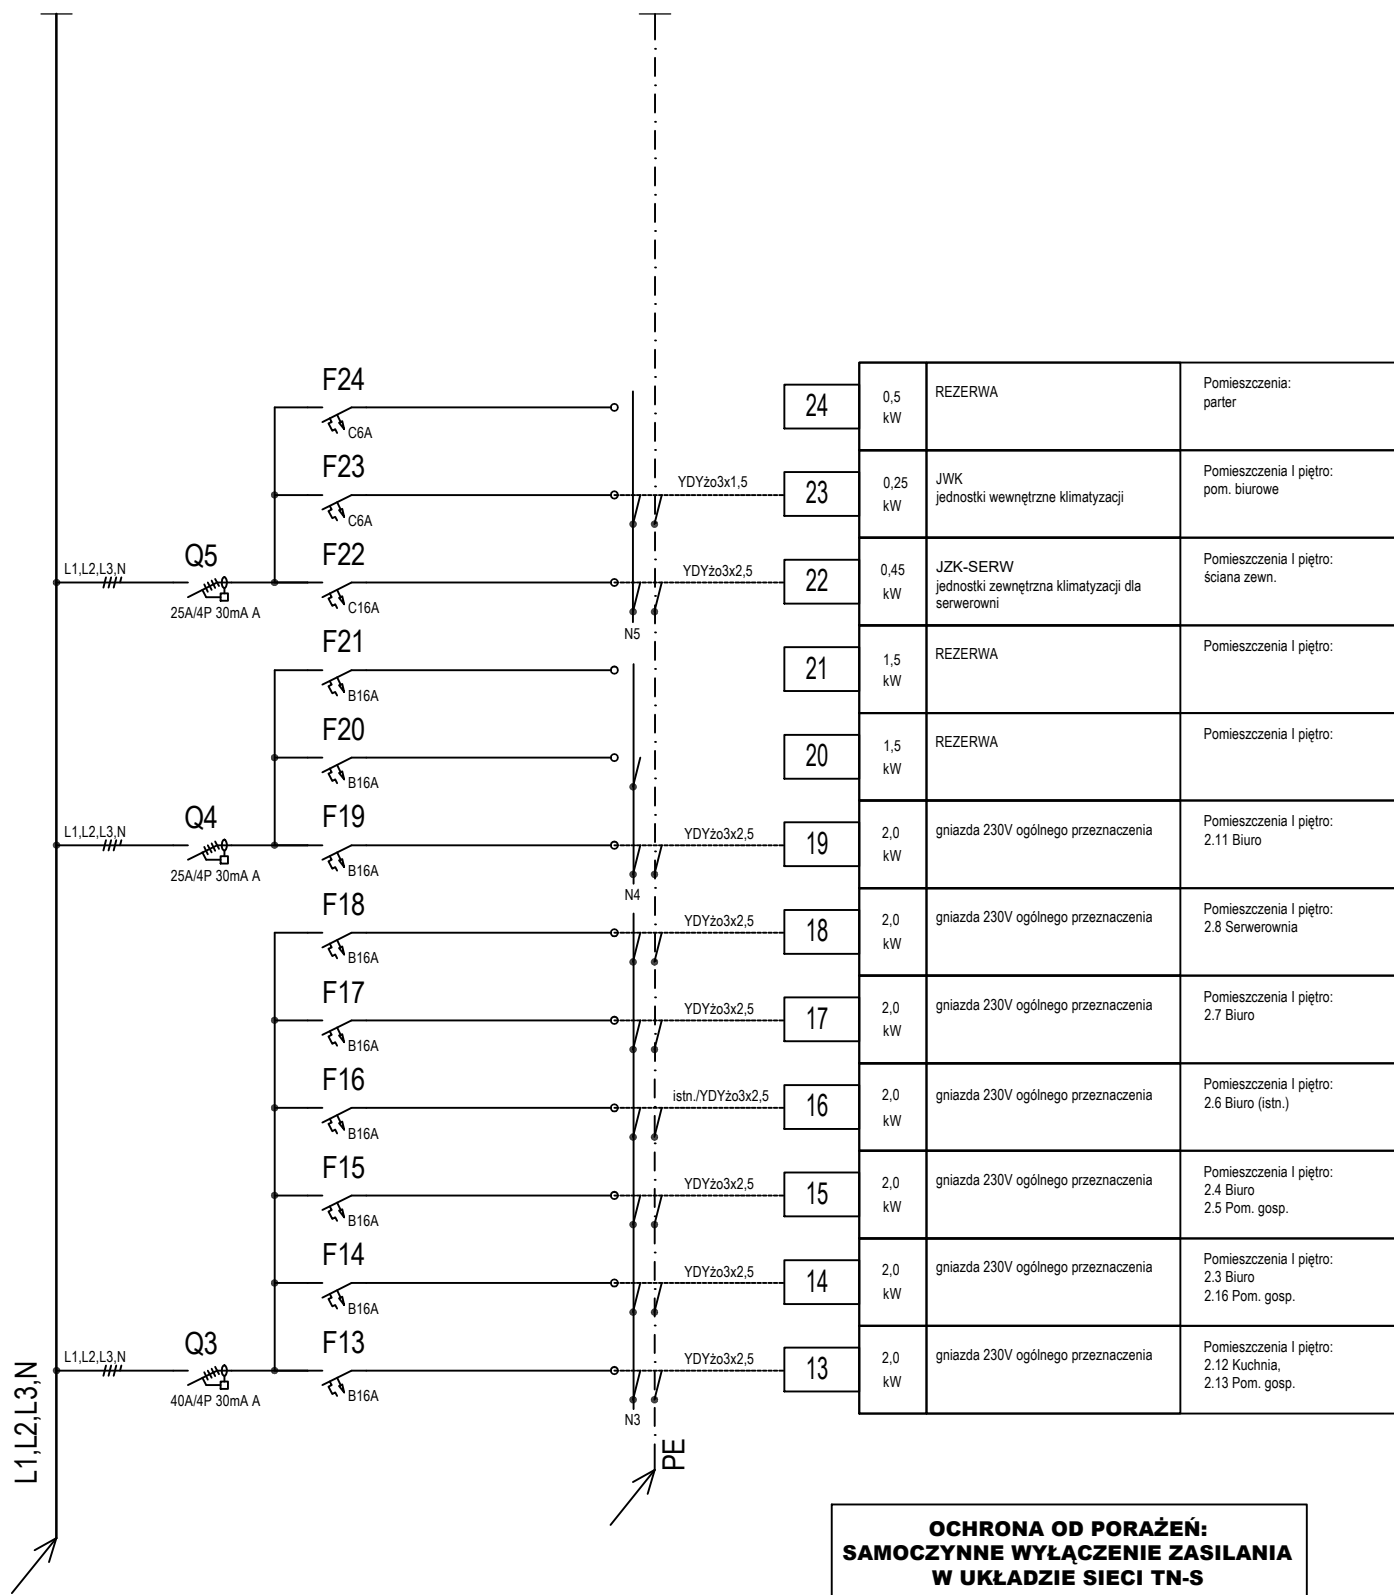 F24
C6A
24
0,5
kW
REZERWA
Pomieszczenia:
parter
F23
C6A
YDYżo3x1,5
23
0,25
kW
JWK
jednostki wewnętrzne klimatyzacji
Pomieszczenia I piętro:
pom. biurowe
L1,L2,L3,N
Q5
25A/4P 30mA A
F22
C16A
YDYżo3x2,5
N5
22
0,45
kW
JZK-SERW
jednostki zewnętrzna klimatyzacji dla
serwerowni
Pomieszczenia I piętro:
ściana zewn.
F21
B16A
21
1,5
kW
REZERWA
Pomieszczenia I piętro:
F20
B16A
20
1,5
kW
REZERWA
Pomieszczenia I piętro:
L1,L2,L3,N
Q4
25A/4P 30mA A
F19
B16A
YDYżo3x2,5
N4
19
2,0
kW
gniazda 230V ogólnego przeznaczenia
Pomieszczenia I piętro:
2.11 Biuro
F18
B16A
YDYżo3x2,5
18
2,0
kW
gniazda 230V ogólnego przeznaczenia
Pomieszczenia I piętro:
2.8 Serwerownia
F17
B16A
YDYżo3x2,5
17
2,0
kW
gniazda 230V ogólnego przeznaczenia
Pomieszczenia I piętro:
2.7 Biuro
F16
B16A
istn./YDYżo3x2,5
16
2,0
kW
gniazda 230V ogólnego przeznaczenia
Pomieszczenia I piętro:
2.6 Biuro (istn.)
F15
B16A
YDYżo3x2,5
15
2,0
kW
gniazda 230V ogólnego przeznaczenia
Pomieszczenia I piętro:
2.4 Biuro
2.5 Pom. gosp.
F14
B16A
YDYżo3x2,5
14
2,0
kW
gniazda 230V ogólnego przeznaczenia
Pomieszczenia I piętro:
2.3 Biuro
2.16 Pom. gosp.
L1,L2,L3,N
Q3
40A/4P 30mA A
F13
B16A
YDYżo3x2,5
N3
13
2,0
kW
gniazda 230V ogólnego przeznaczenia
Pomieszczenia I piętro:
2.12 Kuchnia,
2.13 Pom. gosp.
L1,L2,L3,N
PE
OCHRONA OD PORAŻEŃ:
SAMOCZYNNE WYŁĄCZENIE ZASILANIA
W UKŁADZIE SIECI TN-S